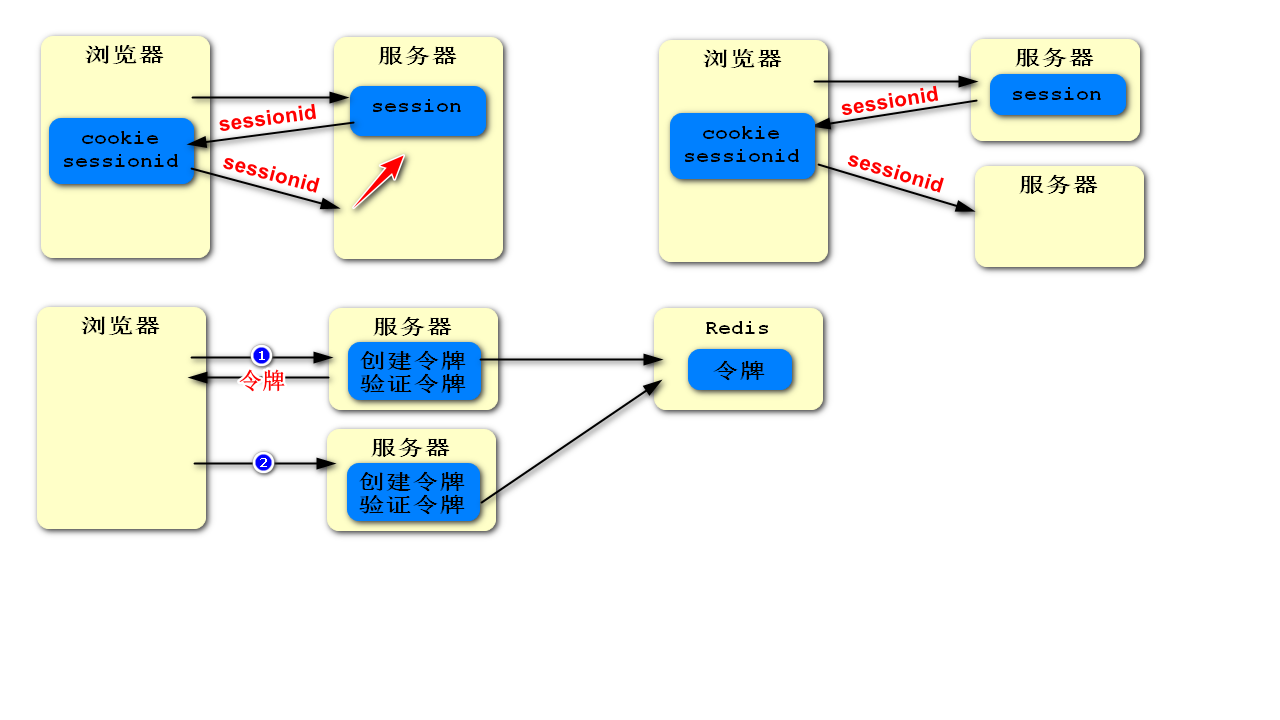 浏览器
cookie
sessionid
sessionid
sessionid
服务器
session
浏览器
cookie
sessionid
sessionid
sessionid
服务器
session
服务器
浏览器
1
令牌
2
服务器
创建令牌
验证令牌
服务器
创建令牌
验证令牌
Redis
令牌